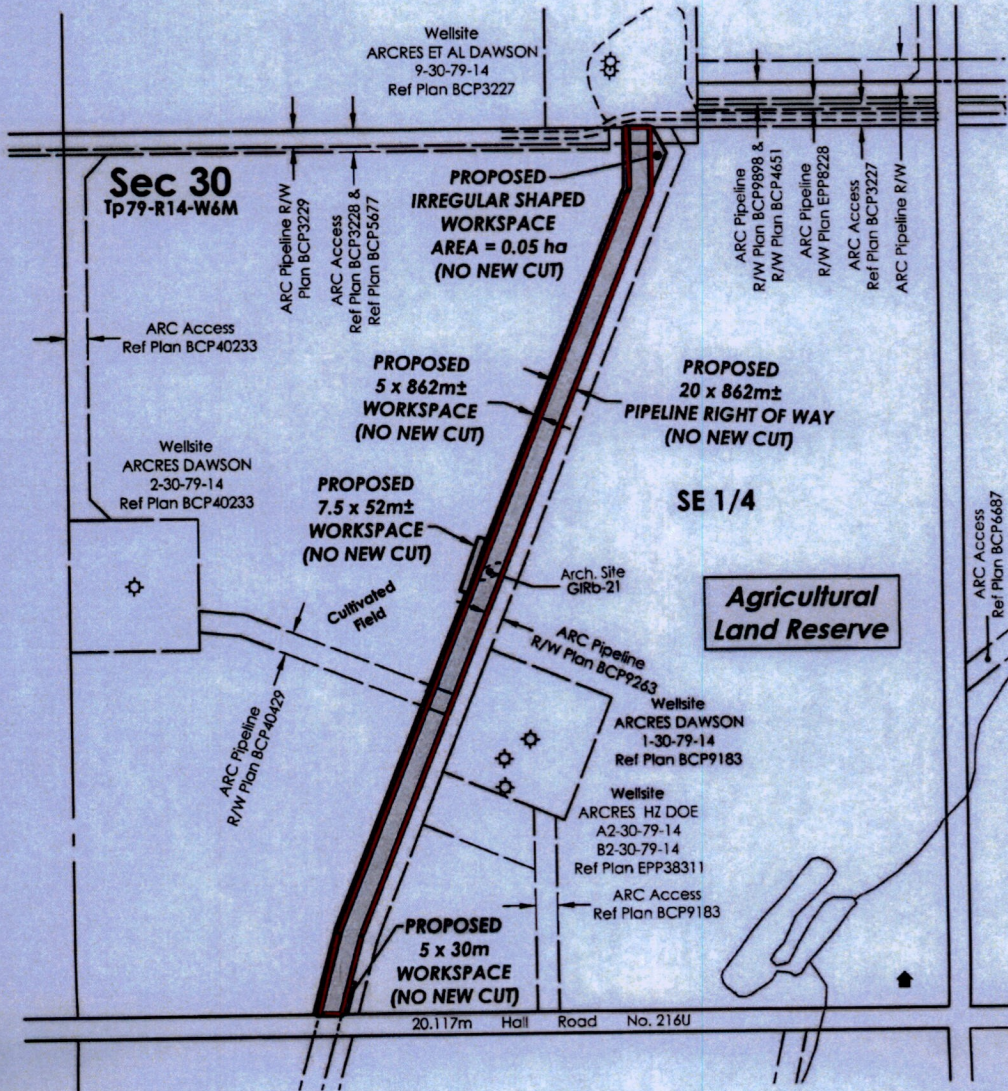 Wellsite
ARCRES ET AL DAWSON
9-30-79-14
Ref Plan BCP3227
Sec 30
Tp79-R14-W6M
ARC Pipeline R/W
Plan BCP3229
ARC Access
Ref Plan BCP3228 &
Ref Plan BCP5677
PROPOSED
IRREGULAR SHAPED
WORKSPACE
AREA = 0.05 ha
(NO NEW CUT)
ARC Pipeline
R/W Plan BCP9898 &
R/W Plan BCP4651
ARC Pipeline
R/W Plan EPP8228
ARC Access
Ref Plan BCP3227
ARC Pipeline R/W
ARC Access
Ref Plan BCP40233
PROPOSED
5 x 862m±
WORKSPACE
(NO NEW CUT)
PROPOSED
20 x 862m±
PIPELINE RIGHT OF WAY
(NO NEW CUT)
Wellsite
ARCRES DAWSON
2-30-79-14
Ref Plan BCP40233
PROPOSED
7.5 x 52m±
WORKSPACE
(NO NEW CUT)
SE 1/4
ARC Access
Ref Plan BCP6687
Arch. Site
GlRb-21
Agricultural
Land Reserve
Cultivated
Field
ARC Pipeline
R/W Plan BCP9263
ARC Pipeline
R/W Plan BCP40429
Wellsite
ARCRES DAWSON
1-30-79-14
Ref Plan BCP9183
Wellsite
ARCRES HZ DOE
A2-30-79-14
B2-30-79-14
Ref Plan EPP38311
ARC Access
Ref Plan BCP9183
PROPOSED
5 x 30m
WORKSPACE
(NO NEW CUT)
20.117m Hall Road No. 216U